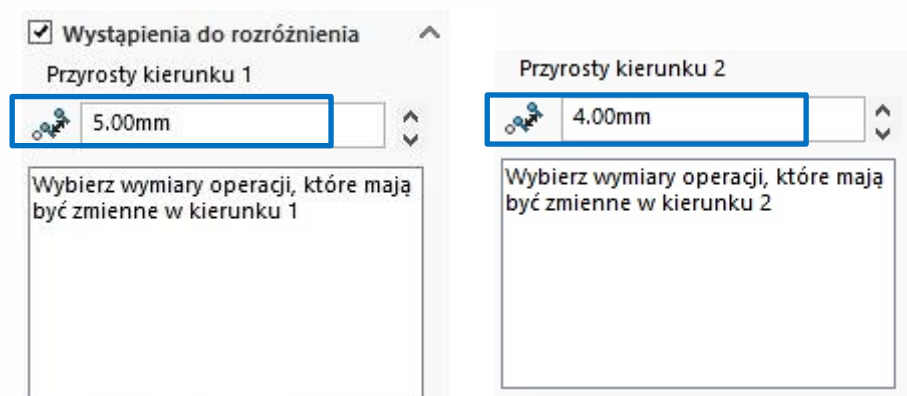 Wystąpienia do rozróżnienia
Przyrosty kierunku 1
5.00mm
Wybierz wymiary operacji, które mają
być zmienne w kierunku 1
Przyrosty kierunku 2
4.00mm
Wybierz wymiary operacji, które mają
być zmienne w kierunku 2